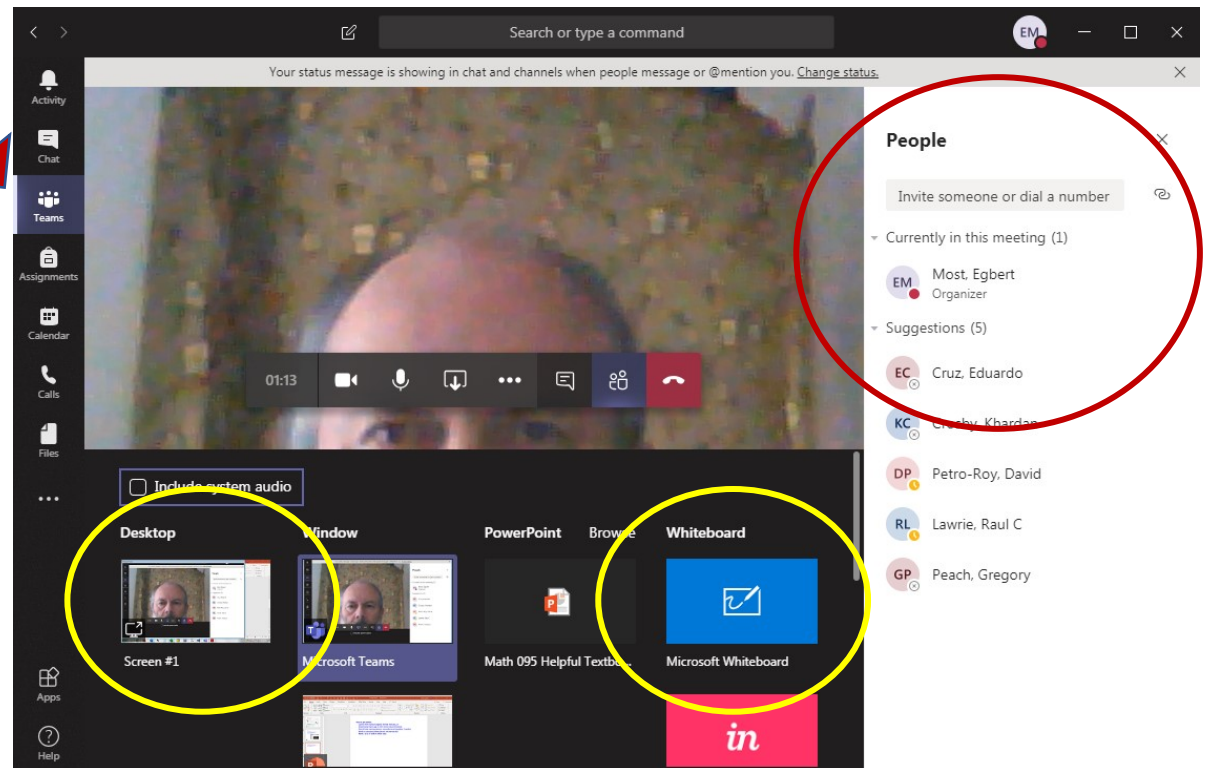 Search or type a command
EM
Your status message is showing in chat and channels when people message or @mention you. Change status.
Activity
Chat
Teams
Assignments
Calendar
Calls
Files
Apps
Help
01:13
Include system audio
Desktop
Window
PowerPoint
Browse
Whiteboard
Screen #1
Microsoft Teams
Math 095 Helpful Textbo...
Microsoft Whiteboard
in
People
Invite someone or dial a number
Currently in this meeting (1)
EM
Most, Egbert
Organizer
Suggestions (5)
EC
Cruz, Eduardo
KC
Crosby, Khardan
DP
Petro-Roy, David
RL
Lawrie, Raul C
GP
Peach, Gregory